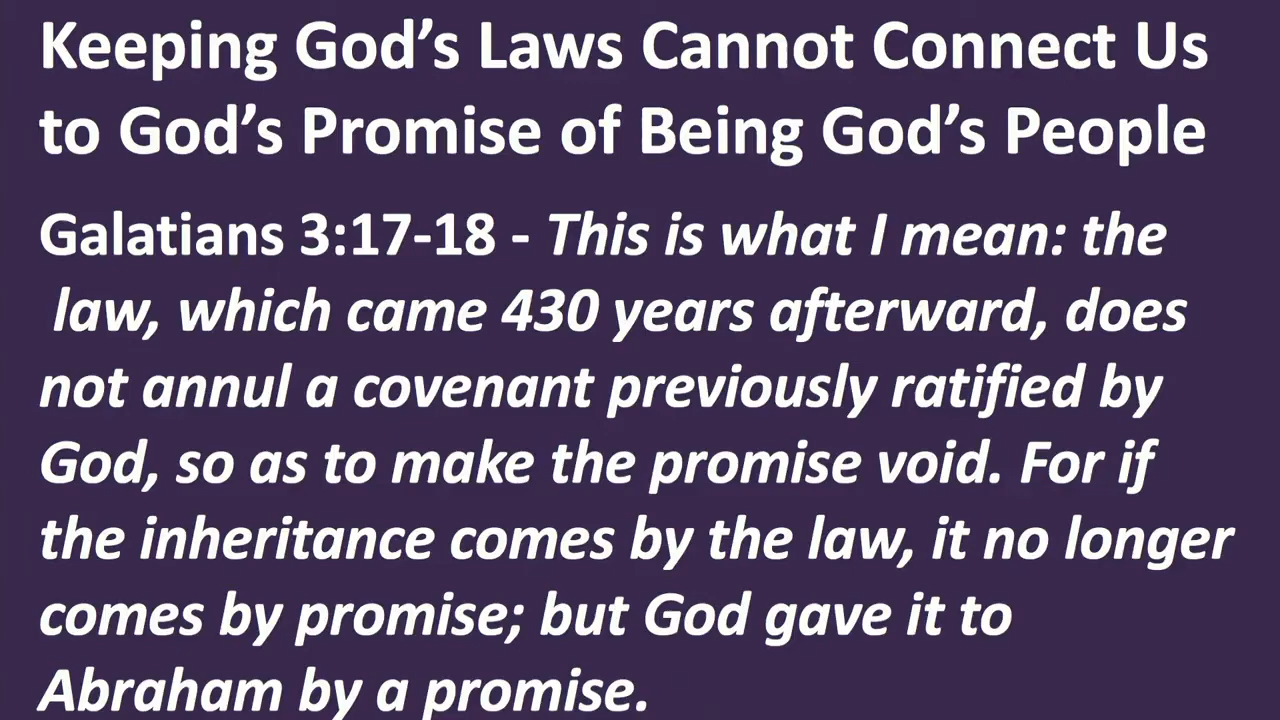 Keeping God’s Laws Cannot Connect Us
to God’s Promise of Being God’s People
Galatians 3:17-18 - This is what I mean: the
law, which came 430 years afterward, does
not annul a covenant previously ratified by
God, so as to make the promise void. For if
the inheritance comes by the law, it no longer
comes by promise; but God gave it to
Abraham by a promise.